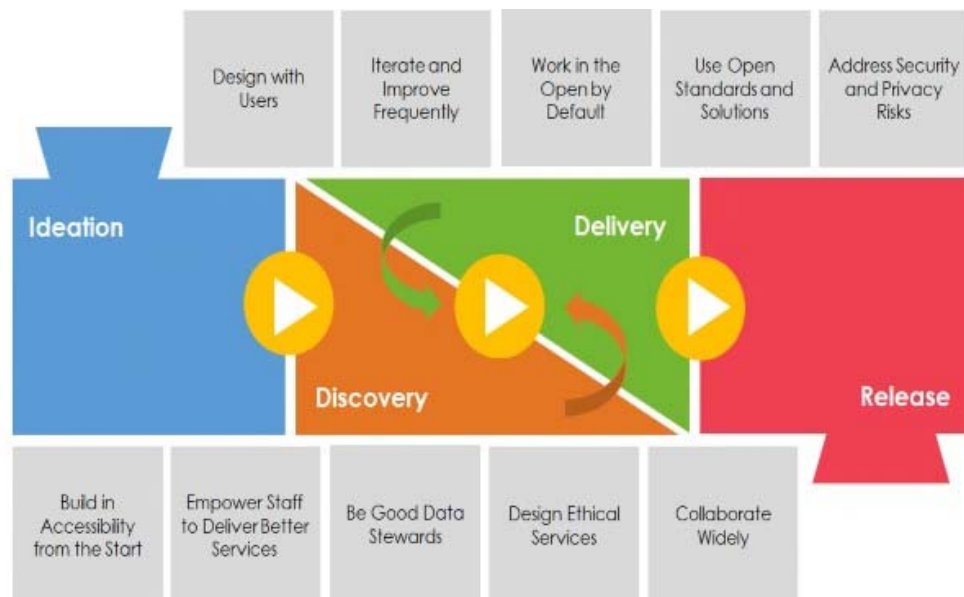 Design with
Users
Iterate and
Improve
Frequently
Work in the
Open by
Default
Use Open
Standards and
Solutions
Address Security
and Privacy
Risks
Ideation
Delivery
Discovery
Release
Build in
Accessibility
from the Start
Empower Staff
to Deliver Better
Services
Be Good Data
Stewards
Design Ethical
Services
Collaborate
Widely